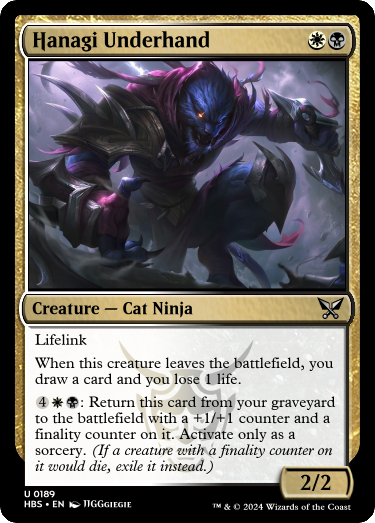 Hanagi Underhand
Creature — Cat Ninja
Lifelink
When this creature leaves the battlefield, you
draw a card and you lose 1 life.
4: Return this card from your graveyard
to the battlefield with a +1/+1 counter and a
finality counter on it. Activate only as a
sorcery. (If a creature with a finality counter on
it would die, exile it instead.)
2/2
U 0189
HBS • EN JJGGgiegie
™ & © 2024 Wizards of the Coast